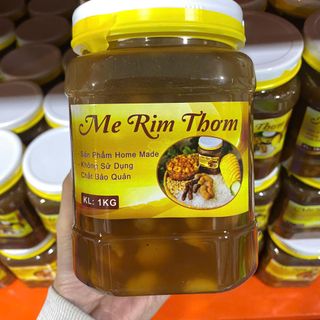 Me Rim Thơm
Sản Phẩm Home Made
Không Sử Dụng
Chất Bảo Quản
KL: 1KG